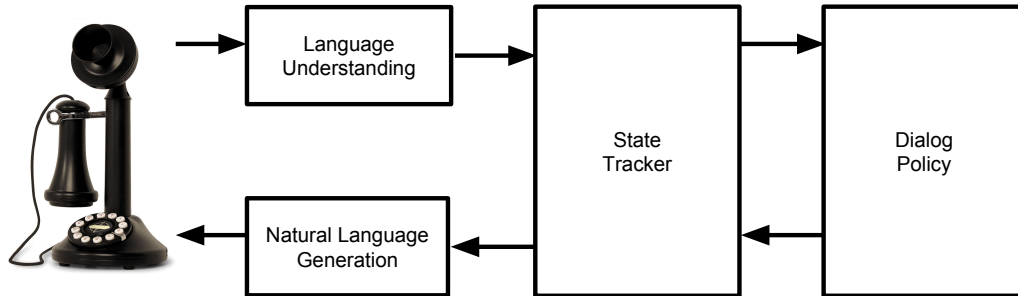 Language
Understanding
State
Tracker
Dialog
Policy
Natural Language
Generation